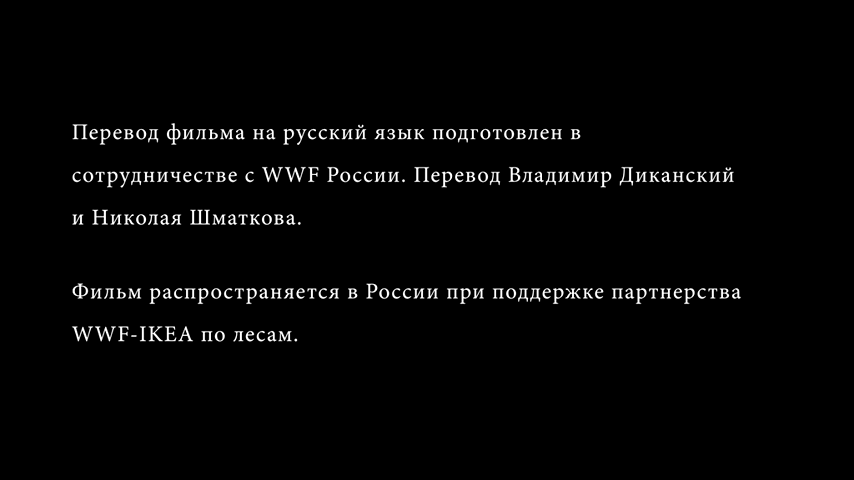 Перевод фильма на русский язык подготовлен в
сотрудничестве с WWF России. Перевод Владимир Диканский
и Николая Шматкова.
Фильм распространяется в России при поддержке партнерства
WWF-IKEA по лесам.